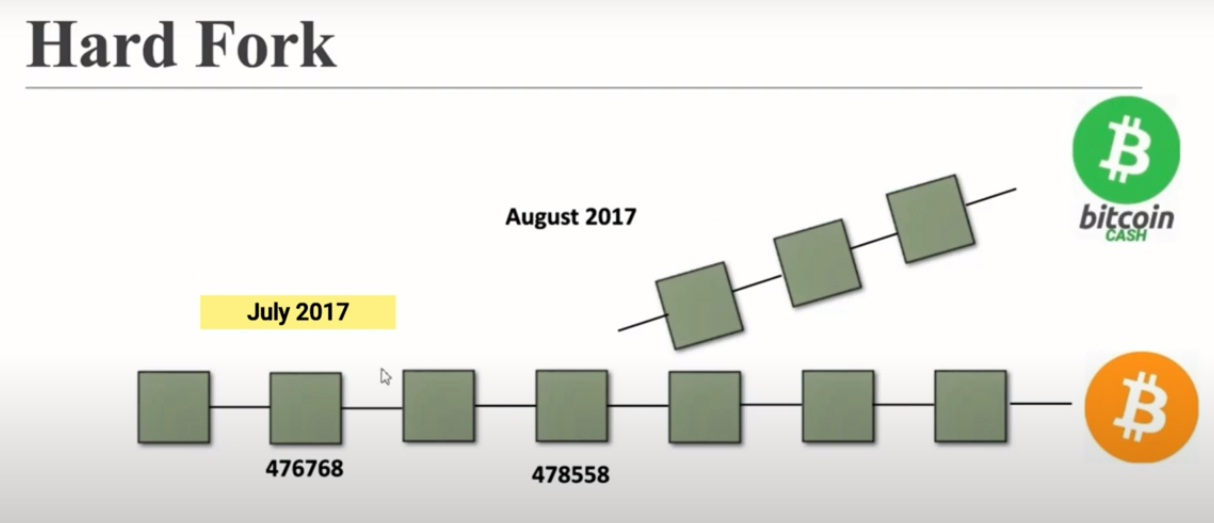 Hard Fork
August 2017
bitcoin
CASH
July 2017
476768
478558